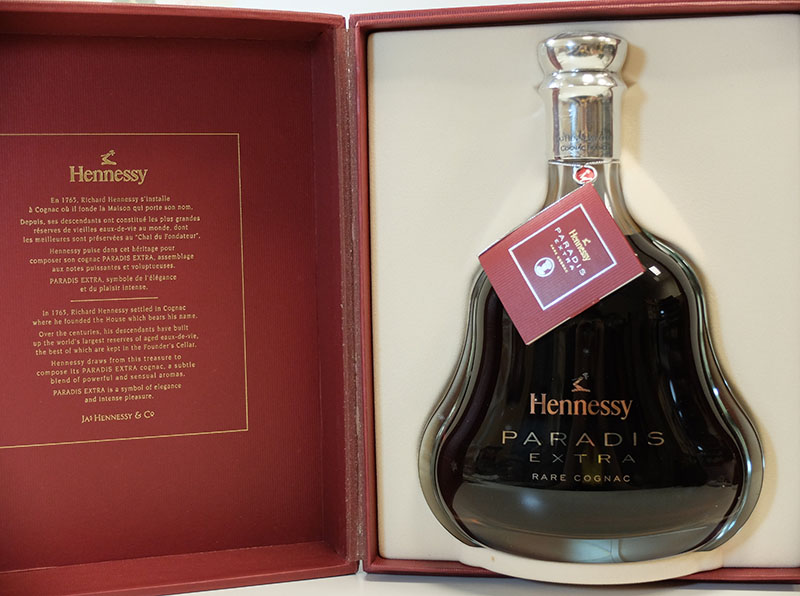 Hennessy
En 1765, Richard Hennessy s'installe
à Cognac où il fonde la Maison qui porte son nom.
Depuis, ses descendants ont constitué les plus grandes
réserves de vieilles eaux-de-vie au monde, dont
les meilleures sont préservées au "Chai du Fondateur".
Hennessy puise dans cet héritage pour
composer son cognac PARADIS EXTRA, assemblage
aux notes puissantes et voluptueuses.
PARADIS EXTRA, symbole de l'élégance
et du plaisir intense.
In 1765, Richard Hennessy settled in Cognac
where he founded the House which bears his name.
Over the centuries, his descendants have built
up the world's largest reserves of aged eaux-de-vie,
the best of which are kept in the Founder's Cellar.
Hennessy draws from this treasure to
compose its PARADIS EXTRA cognac, a subtle
blend of powerful and sensual aromas.
PARADIS EXTRA is a symbol of elegance
and intense pleasure.
JAs HENNESSY & Co
COGNAC
Hennessy
PARADIS
EXTRA
RARE COGNAC
Hennessy
PARADIS
EXTRA
RARE COGNAC